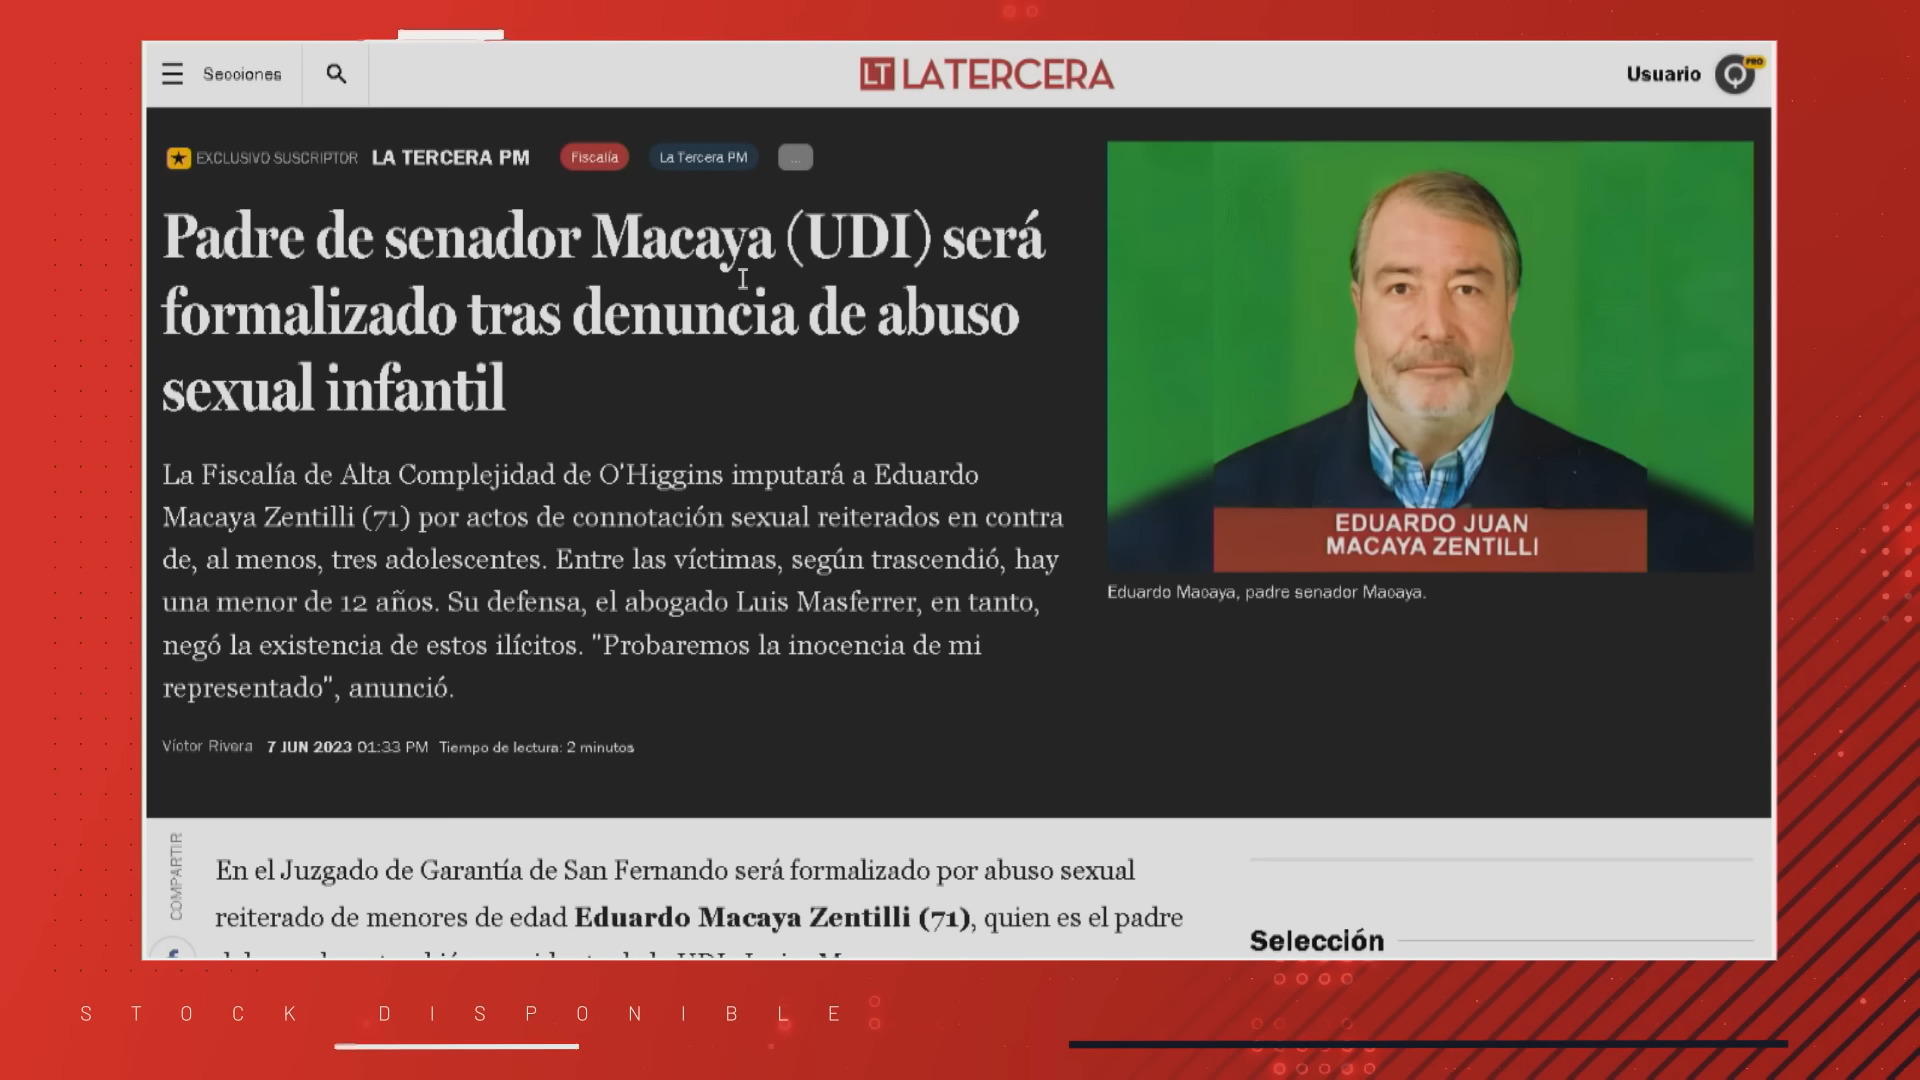 Secciones
LT LATERCERA
Usuario
PRO
EXCLUSIVO SUSCRIPTOR LA TERCERA PM Fiscalía La Tercera PM ...
Padre de senador Macaya (UDI) será
formalizado tras denuncia de abuso
sexual infantil
La Fiscalía de Alta Complejidad de O'Higgins imputará a Eduardo
Macaya Zentilli (71) por actos de connotación sexual reiterados en contra
de, al menos, tres adolescentes. Entre las víctimas, según trascendió, hay
una menor de 12 años. Su defensa, el abogado Luis Masferrer, en tanto,
negó la existencia de estos ilícitos. "Probaremos la inocencia de mi
representado", anunció.
Víctor Rivera 7 JUN 2023 01:33 PM Tiempo de lectura: 2 minutos
EDUARDO JUAN
MACAYA ZENTILLI
Eduardo Macaya, padre senador Macaya.
COMPARTIR
En el Juzgado de Garantía de San Fernando será formalizado por abuso sexual
reiterado de menores de edad Eduardo Macaya Zentilli (71), quien es el padre
Selección
STOCK DISPONIBLE